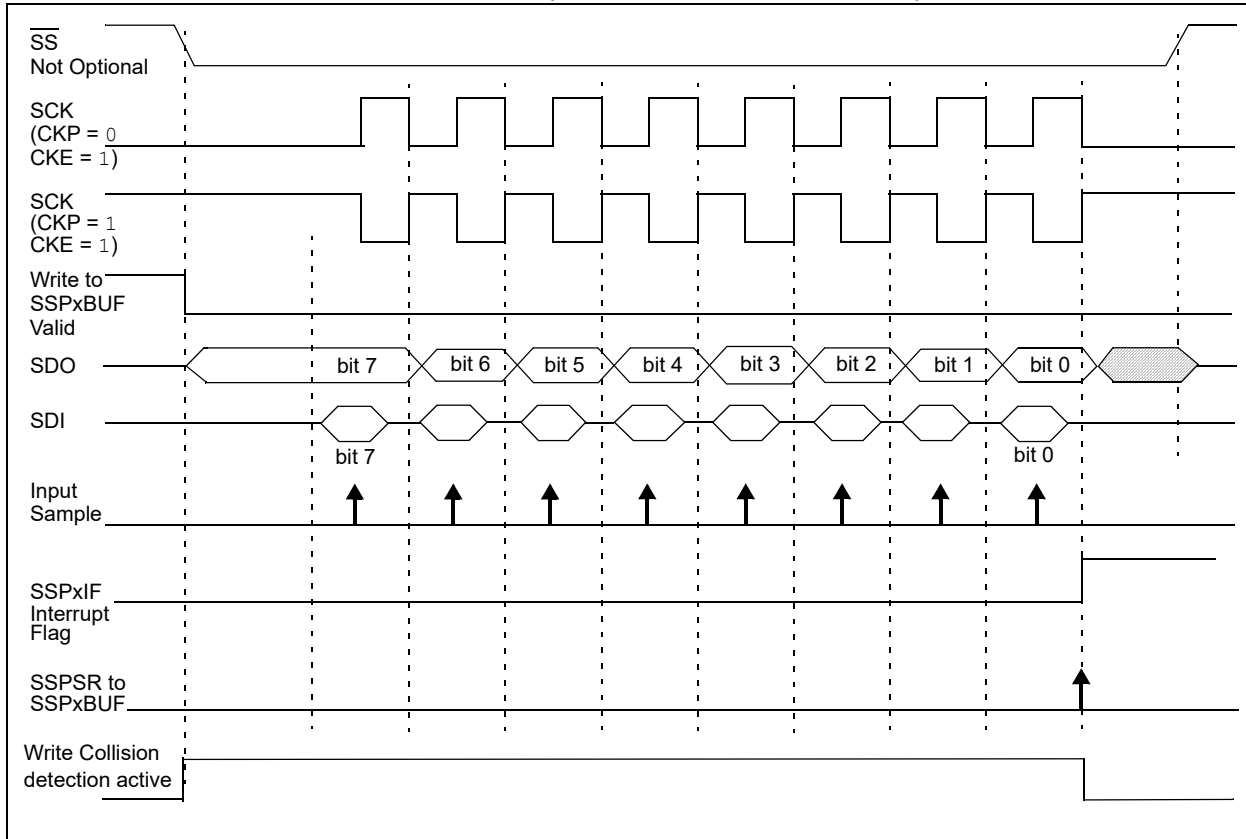 SS
Not Optional
SCK
(CKP = 0
CKE = 1)
SCK
(CKP = 1
CKE = 1)
Write to
SSPxBUF
Valid
SDO
bit 7 bit 6 bit 5 bit 4 bit 3 bit 2 bit 1 bit 0
SDI
bit 7 bit 0
Input
Sample
SSPxIF
Interrupt
Flag
SSPSR to
SSPxBUF
Write Collision
detection active